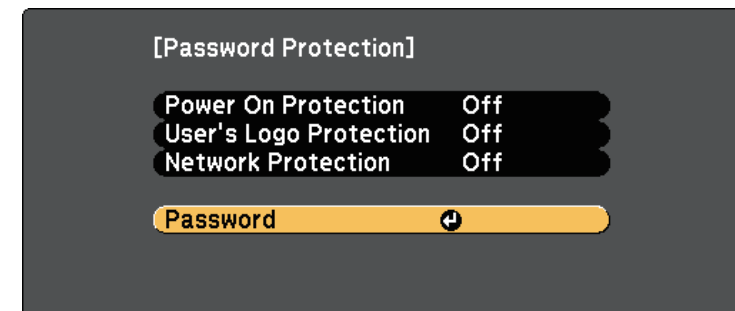 [Password Protection]
Power On Protection Off
User's Logo Protection Off
Network Protection Off
Password